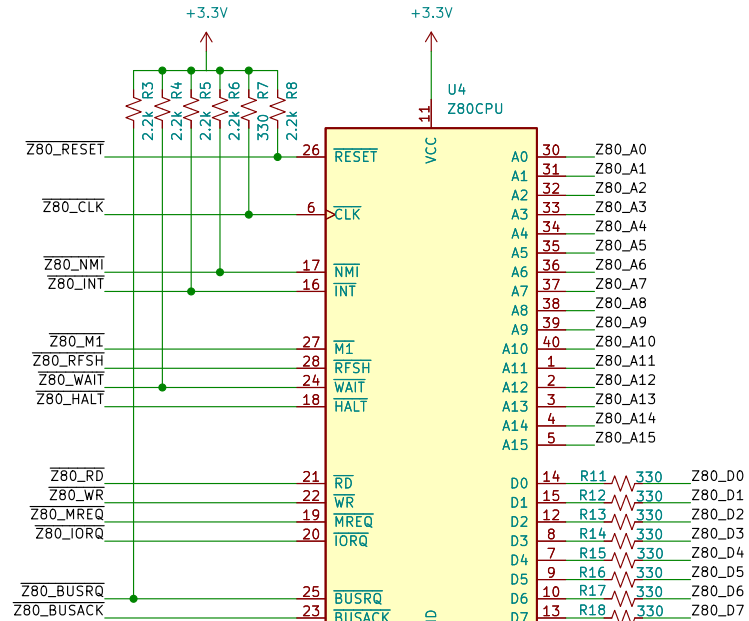 +3.3V
+3.3V
R3 2.2k
R4 2.2k
R5 2.2k
R6 2.2k
R7 330
R8 2.2k
U4
Z80CPU
11
VCC
Z80_RESET 26 RESET
Z80_CLK 6 CLK
Z80_NMI 17 NMI
Z80_INT 16 INT
Z80_M1 27 M1
Z80_RFSH 28 RFSH
Z80_WAIT 24 WAIT
Z80_HALT 18 HALT
Z80_RD 21 RD
Z80_WR 22 WR
Z80_MREQ 19 MREQ
Z80_IORQ 20 IORQ
Z80_BUSRQ 25 BUSRQ
Z80_BUSACK 23 BUSACK
A0 30 Z80_A0
A1 31 Z80_A1
A2 32 Z80_A2
A3 33 Z80_A3
A4 34 Z80_A4
A5 35 Z80_A5
A6 36 Z80_A6
A7 37 Z80_A7
A8 38 Z80_A8
A9 39 Z80_A9
A10 40 Z80_A10
A11 1 Z80_A11
A12 2 Z80_A12
A13 3 Z80_A13
A14 4 Z80_A14
A15 5 Z80_A15
D0 14 R11 330 Z80_D0
D1 15 R12 330 Z80_D1
D2 12 R13 330 Z80_D2
D3 8 R14 330 Z80_D3
D4 7 R15 330 Z80_D4
D5 9 R16 330 Z80_D5
D6 10 R17 330 Z80_D6
D7 13 R18 330 Z80_D7